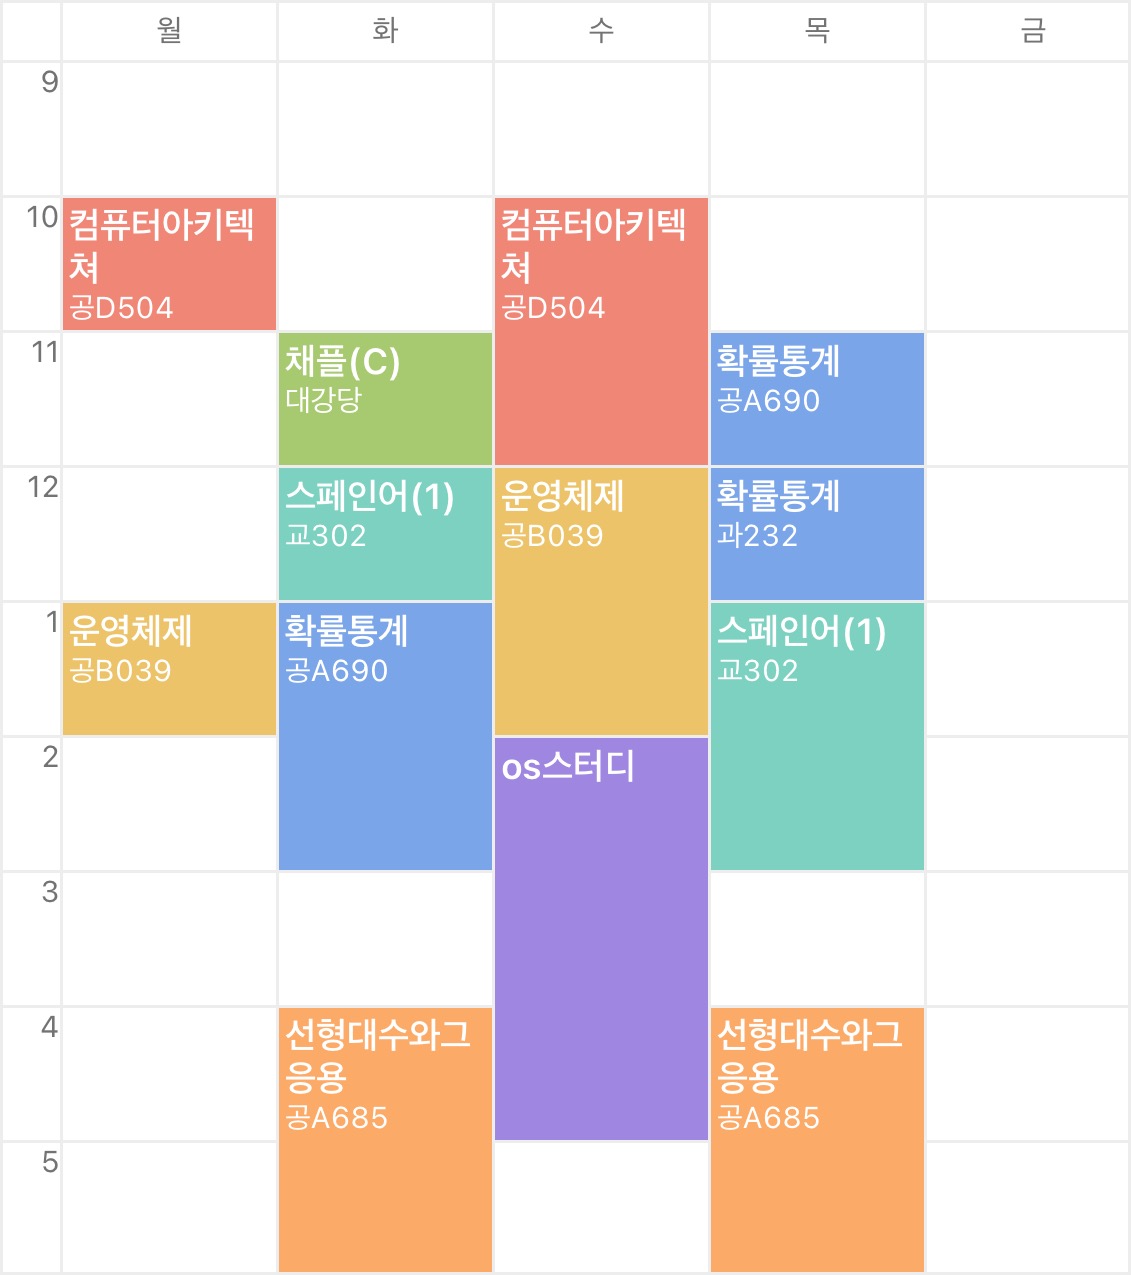 월 화 수 목 금
9
10
컴퓨터아키텍
쳐
공D504
컴퓨터아키텍
쳐
공D504
11
채플(C)
대강당
확률통계
공A690
12
스페인어(1)
교302
운영체제
공B039
확률통계
과232
1
운영체제
공B039
확률통계
공A690
스페인어(1)
교302
2
os스터디
3
4
선형대수와그
응용
공A685
선형대수와그
응용
공A685
5